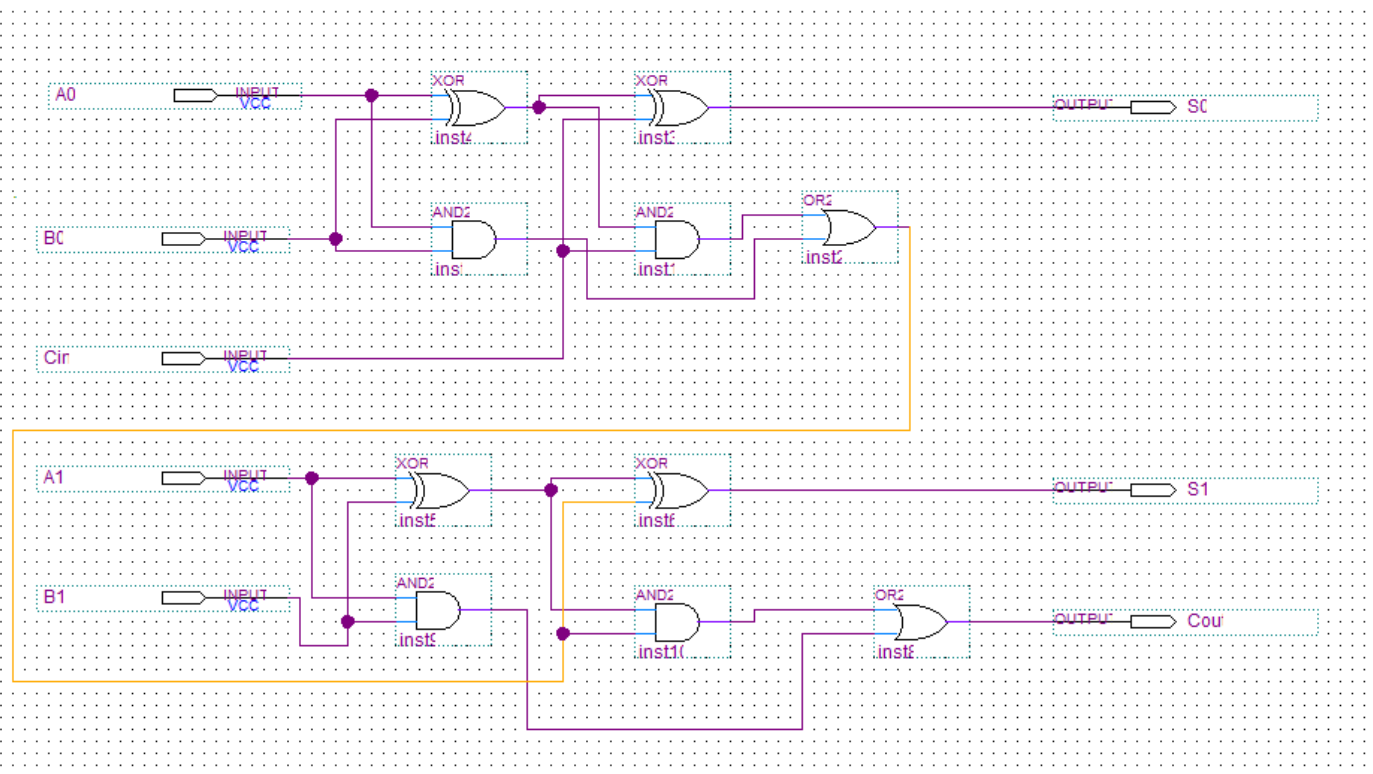 XOR
XOR
A0
INPUT
VCC
OUTPUT
S0
inst4
inst3
AND2
AND2
OR2
B0
INPUT
VCC
inst
inst1
inst2
Cin
INPUT
VCC
XOR
XOR
A1
INPUT
VCC
OUTPUT
S1
inst5
inst6
AND2
AND2
OR2
B1
INPUT
VCC
OUTPUT
Cout
inst9
inst10
inst8